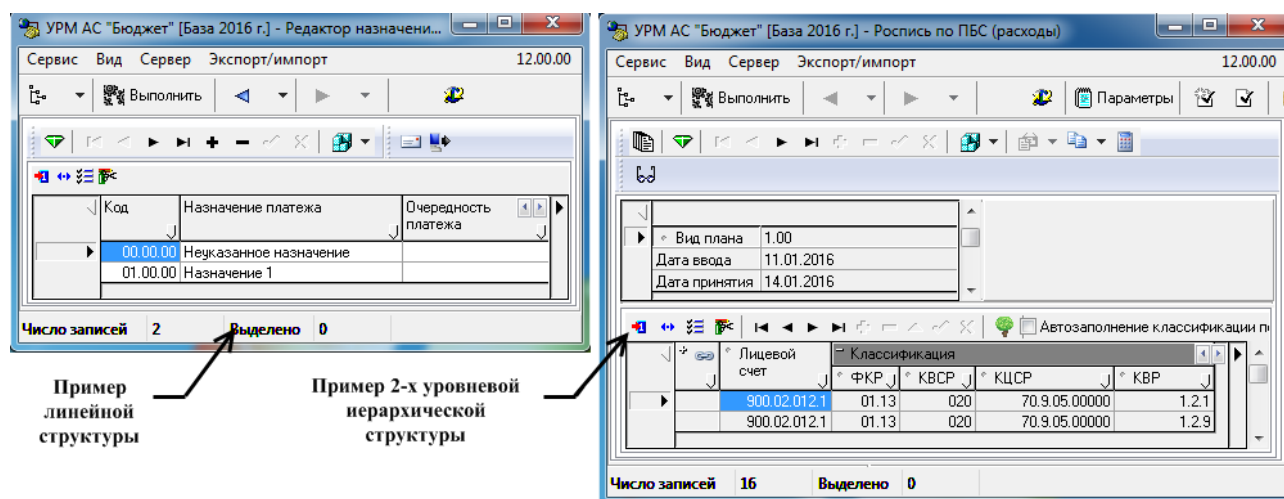 УРМ АС "Бюджет" [База 2016 г.] - Редактор назначени...
Сервис Вид Сервер Экспорт/импорт 12.00.00
Выполнить
Код Назначение платежа Очередность платежа
00.00.00 Неуказанное назначение
01.00.00 Назначение 1
Число записей 2 Выделено 0
Пример
линейной
структуры
УРМ АС "Бюджет" [База 2016 г.] - Роспись по ПБС (расходы)
Сервис Вид Сервер Экспорт/импорт 12.00.00
Выполнить Параметры
Вид плана 1.00
Дата ввода 11.01.2016
Дата принятия 14.01.2016
Автозаполнение классификации
Лицевой счет Классификация
ФКР КВСР КЦСР КВР
900.02.012.1 01.13 020 70.9.05.00000 1.2.1
900.02.012.1 01.13 020 70.9.05.00000 1.2.9
Число записей 16 Выделено 0
Пример 2-х уровневой
иерархической
структуры